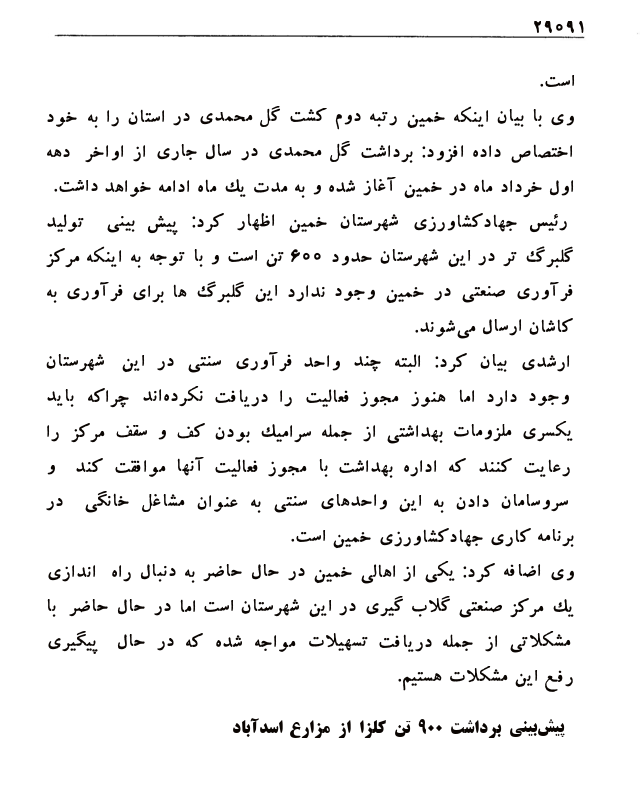 ۲۹۰۹۱
است.
وی با بیان اینکه خمین رتبه دوم کشت گل محمدی در استان را به خود
اختصاص داده افزود: برداشت گل محمدی در سال جاری از اواخر دهه
اول خرداد ماه در خمین آغاز شده و به مدت یك ماه ادامه خواهد داشت.
رئیس جهادکشاورزی شهرستان خمین اظهار کرد: پیش بینی تولید
گلبرگ تر در این شهرستان حدود ۶۰۰ تن است و با توجه به اینکه مرکز
فرآوری صنعتی در خمین وجود ندارد این گلبرگ ها برای فرآوری به
کاشان ارسال می‌شوند.
ارشدی بیان کرد: البته چند واحد فرآوری سنتی در این شهرستان
وجود دارد اما هنوز مجوز فعالیت را دریافت نکرده‌اند چراکه باید
یکسری ملزومات بهداشتی از جمله سرامیك بودن کف و سقف مرکز را
رعایت کنند که اداره بهداشت با مجوز فعالیت آنها موافقت کند و
سروسامان دادن به این واحدهای سنتی به عنوان مشاغل خانگی در
برنامه کاری جهادکشاورزی خمین است.
وی اضافه کرد: یکی از اهالی خمین در حال حاضر به دنبال راه اندازی
یك مرکز صنعتی گلاب گیری در این شهرستان است اما در حال حاضر با
مشکلاتی از جمله دریافت تسهیلات مواجه شده که در حال پیگیری
رفع این مشکلات هستیم.
پیش‌بینی برداشت ۹۰۰ تن کلزا از مزارع اسدآباد